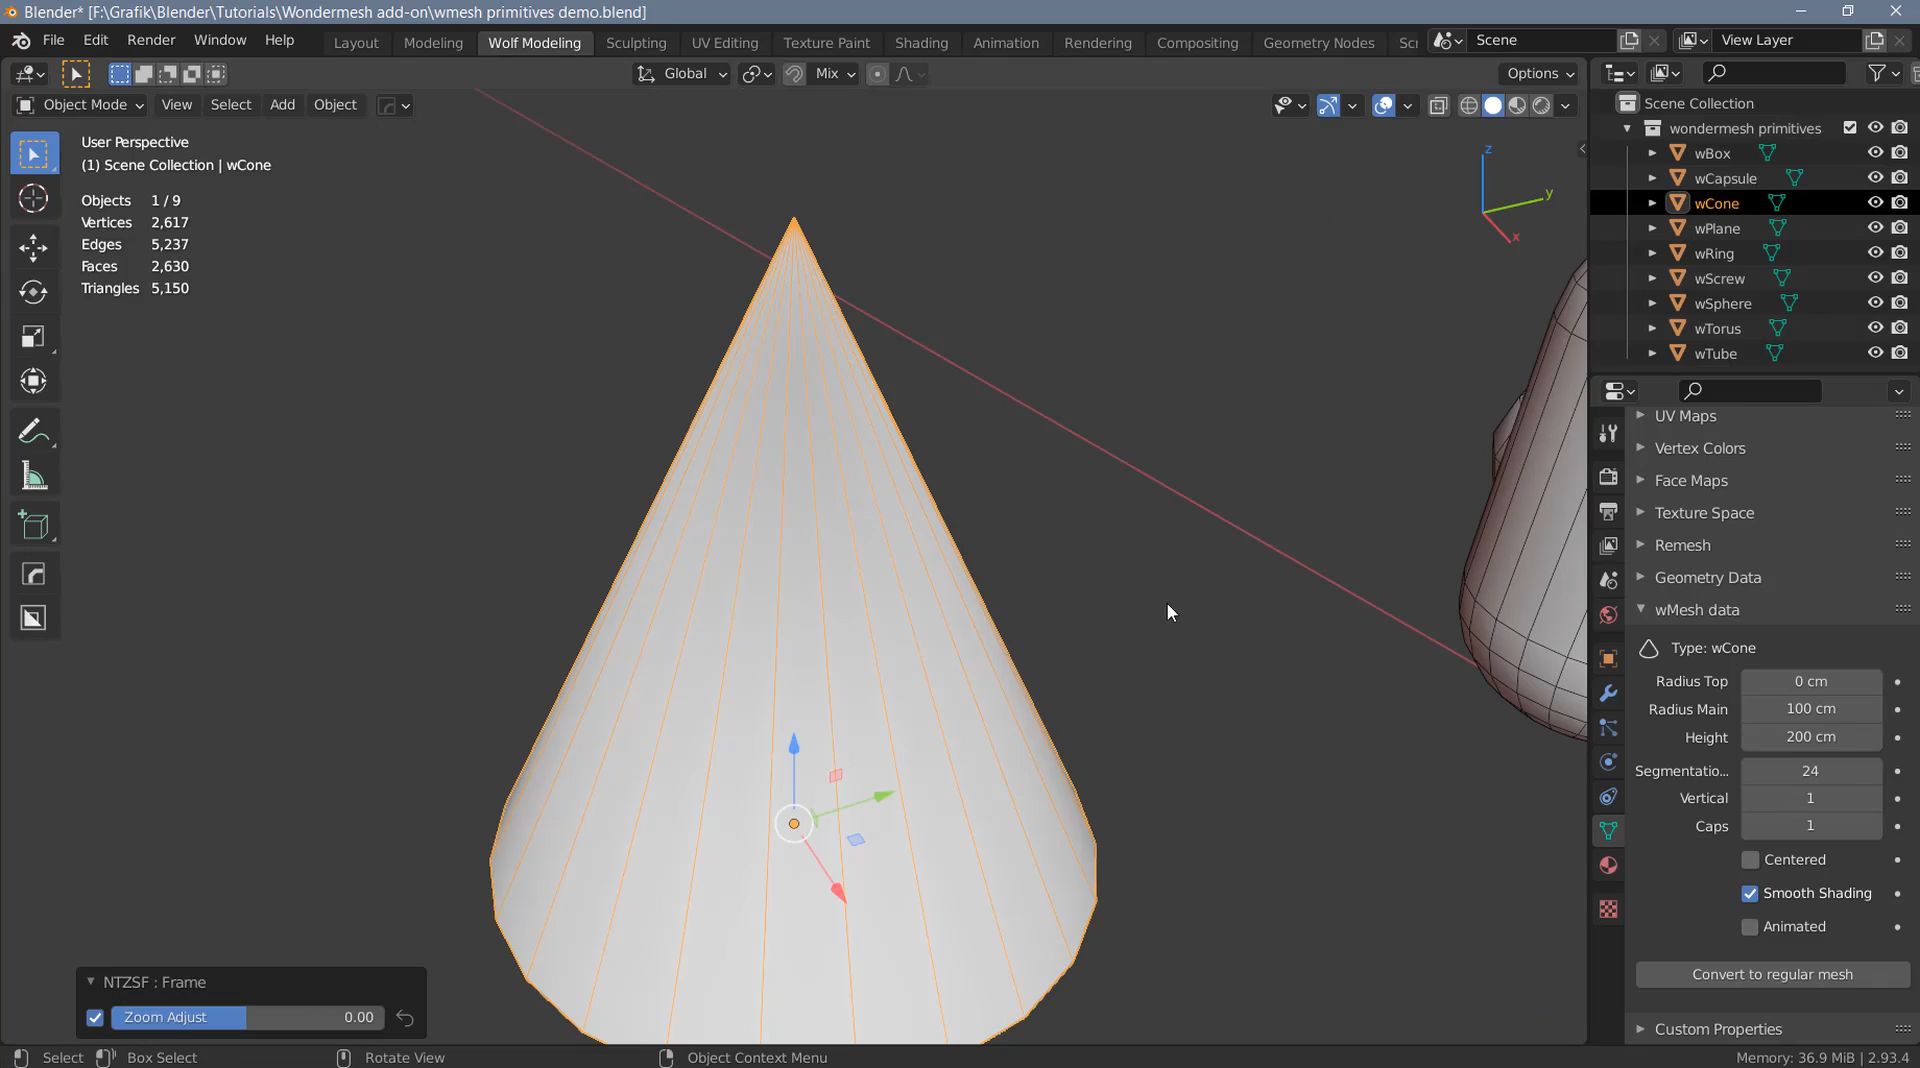 Blender* [F:\Grafik\Blender\Tutorials\Wondermesh add-on\wmesh primitives demo.blend]
File Edit Render Window Help Layout Modeling Wolf Modeling Sculpting UV Editing Texture Paint Shading Animation Rendering Compositing Geometry Nodes Sc Scene View Layer
Global Mix Options
Object Mode View Select Add Object
User Perspective
(1) Scene Collection | wCone
Objects 1 / 9
Vertices 2,617
Edges 5,237
Faces 2,630
Triangles 5,150
z
y
x
Scene Collection
wondermesh primitives
wBox
wCapsule
wCone
wPlane
wRing
wScrew
wSphere
wTorus
wTube
UV Maps
Vertex Colors
Face Maps
Texture Space
Remesh
Geometry Data
wMesh data
Type: wCone
Radius Top 0 cm
Radius Main 100 cm
Height 200 cm
Segmentatio... 24
Vertical 1
Caps 1
Centered
Smooth Shading
Animated
Convert to regular mesh
Custom Properties
NTZSF : Frame
Zoom Adjust 0.00
Select Box Select Rotate View Object Context Menu Memory: 36.9 MiB | 2.93.4